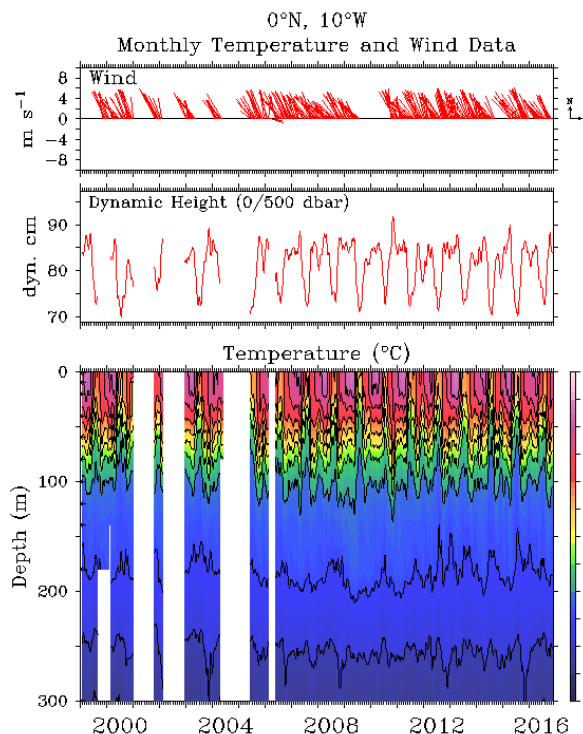 0°N, 10°W
Monthly Temperature and Wind Data
Wind
8
4
0
-4
-8
m s⁻¹
N
Dynamic Height (0/500 dbar)
90
80
70
dyn. cm
Temperature (°C)
0
100
200
300
Depth (m)
2000 2004 2008 2012 2016